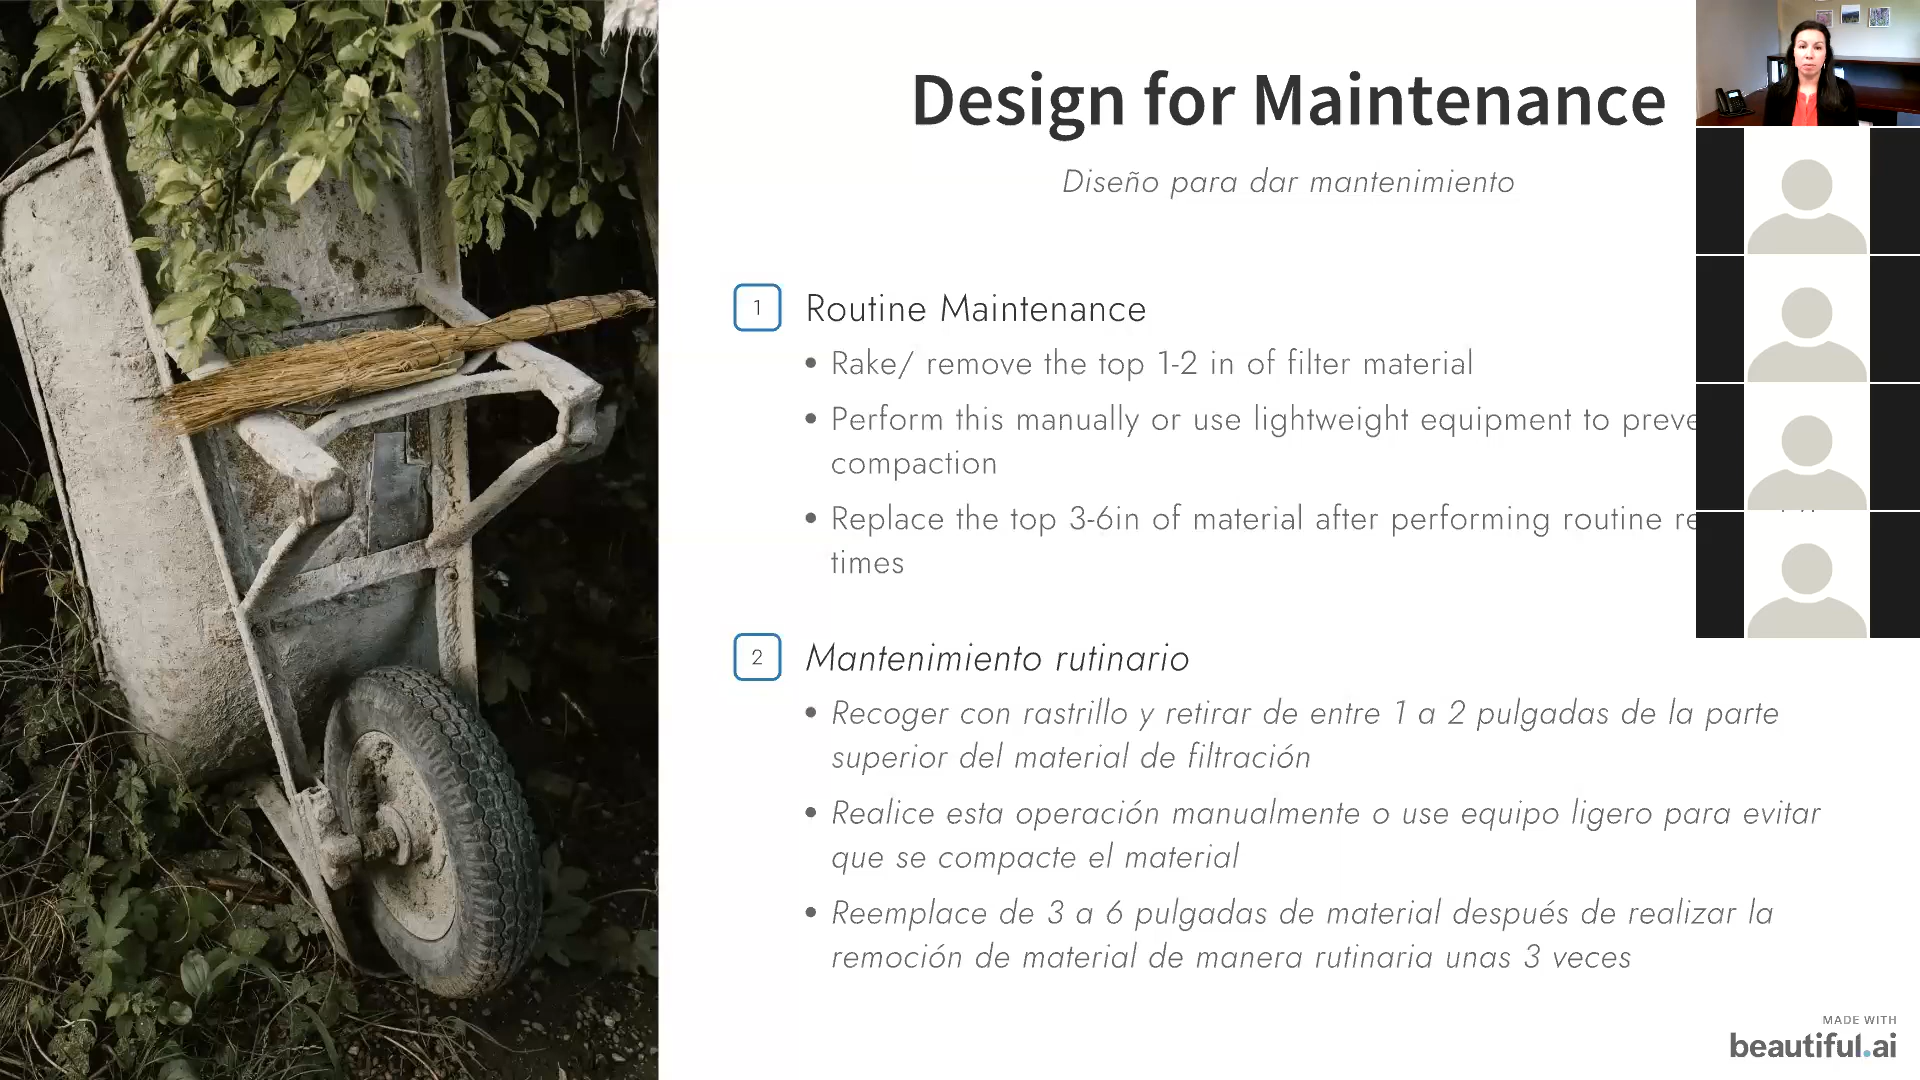 Design for Maintenance
Diseño para dar mantenimiento
1 Routine Maintenance
• Rake/ remove the top 1-2 in of filter material
• Perform this manually or use lightweight equipment to
compaction
• Replace the top 3-6in of material after performing routine
times
2 Mantenimiento rutinario
• Recoger con rastrillo y retirar de entre 1 a 2 pulgadas de la parte
superior del material de filtración
• Realice esta operación manualmente o use equipo ligero para evitar
que se compacte el material
• Reemplace de 3 a 6 pulgadas de material después de realizar la
remoción de material de manera rutinaria unas 3 veces
MADE WITH
beautiful.ai